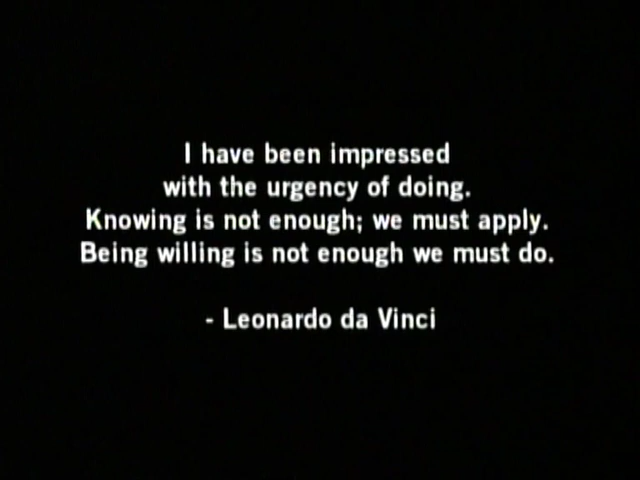 I have been impressed
with the urgency of doing.
Knowing is not enough; we must apply.
Being willing is not enough we must do.
- Leonardo da Vinci